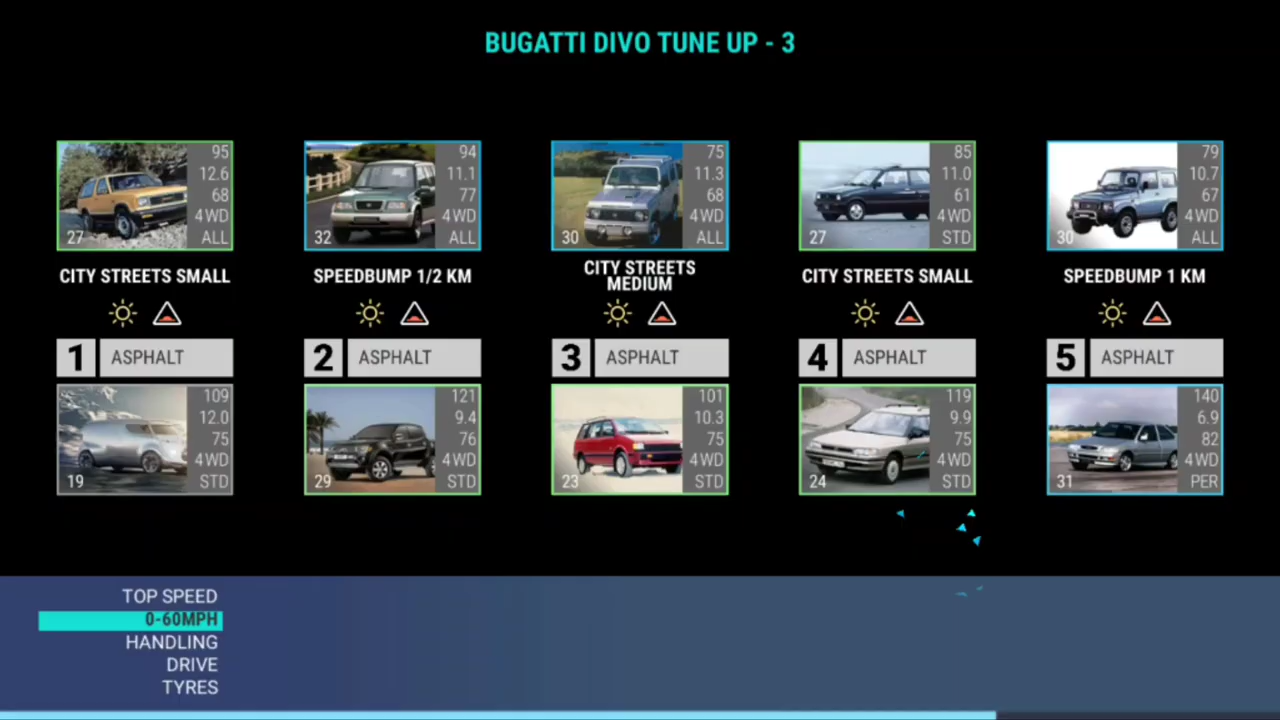 BUGATTI DIVO TUNE UP - 3
95
12.6
68
4WD
ALL
27
94
11.1
77
4WD
ALL
32
75
11.3
68
4WD
ALL
30
85
11.0
61
4WD
STD
27
79
10.7
67
4WD
ALL
30
CITY STREETS SMALL
SPEEDBUMP 1/2 KM
CITY STREETS
MEDIUM
CITY STREETS SMALL
SPEEDBUMP 1 KM
1 ASPHALT
2 ASPHALT
3 ASPHALT
4 ASPHALT
5 ASPHALT
109
12.0
75
4WD
STD
19
121
9.4
76
4WD
STD
29
101
10.3
75
4WD
STD
23
119
9.9
75
4WD
STD
24
140
6.9
82
4WD
PER
31
TOP SPEED
0-60MPH
HANDLING
DRIVE
TYRES